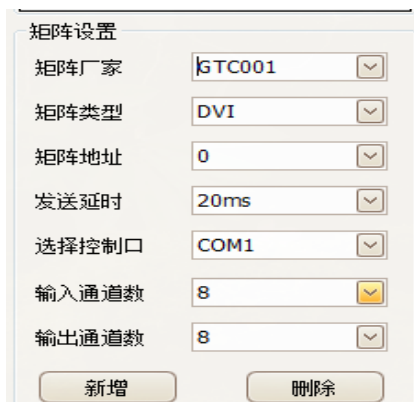 矩阵设置
矩阵厂家 GTC001
矩阵类型 DVI
矩阵地址 0
发送延时 20ms
选择控制口 COM1
输入通道数 8
输出通道数 8
新增 删除